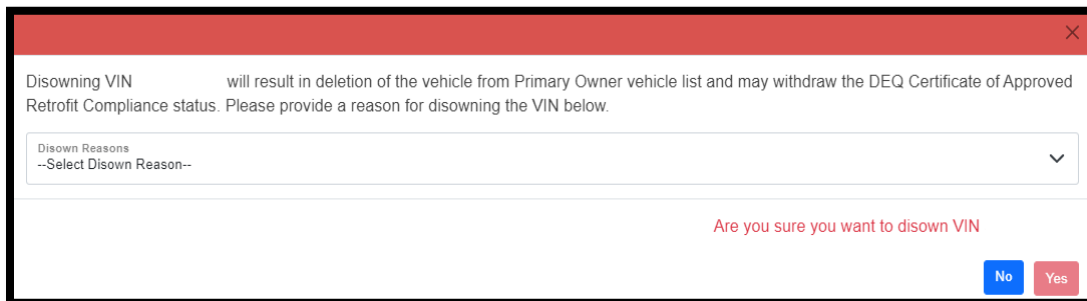 Disowning VIN will result in deletion of the vehicle from Primary Owner vehicle list and may withdraw the DEQ Certificate of Approved
Retrofit Compliance status. Please provide a reason for disowning the VIN below.
Disown Reasons
--Select Disown Reason--
Are you sure you want to disown VIN
No
Yes